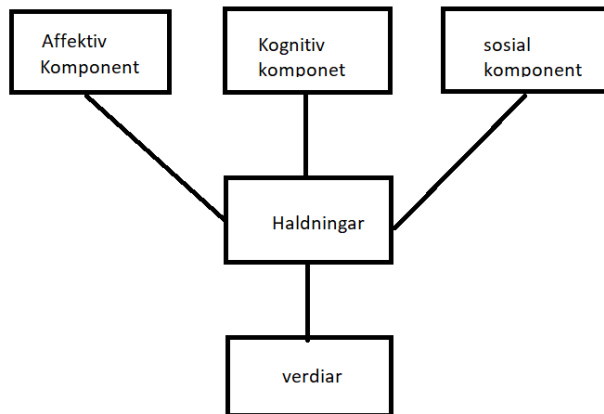 Affektiv
Komponent
Kognitiv
komponet
sosial
komponent
Haldningar
verdiar